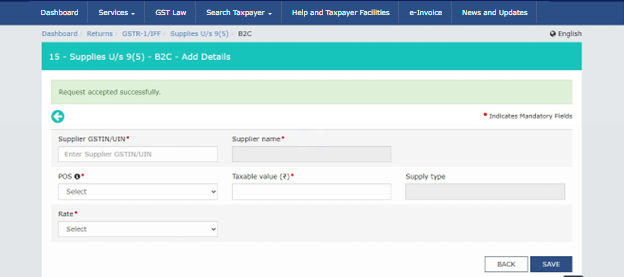 Dashboard Services GST Law Search Taxpayer Help and Taxpayer Facilities e-Invoice News and Updates
Dashboard Returns GSTR-1/IFF Supplies U/s 9(5) B2C English
15 - Supplies U/s 9(5) - B2C - Add Details
Request accepted successfully.
* Indicates Mandatory Fields
Supplier GSTIN/UIN* Supplier name*
Enter Supplier GSTIN/UIN
POS * Taxable value (₹)* Supply type
Select
Rate*
Select
BACK SAVE